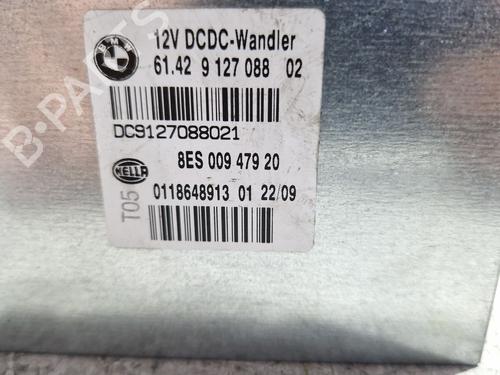 BMW
12V DCDC-Wandler
61.42 9 127 088 02
DC9127088021
8ES 009 479 20
HELLA
T05
0118648913 01 22/09
B-PARTS